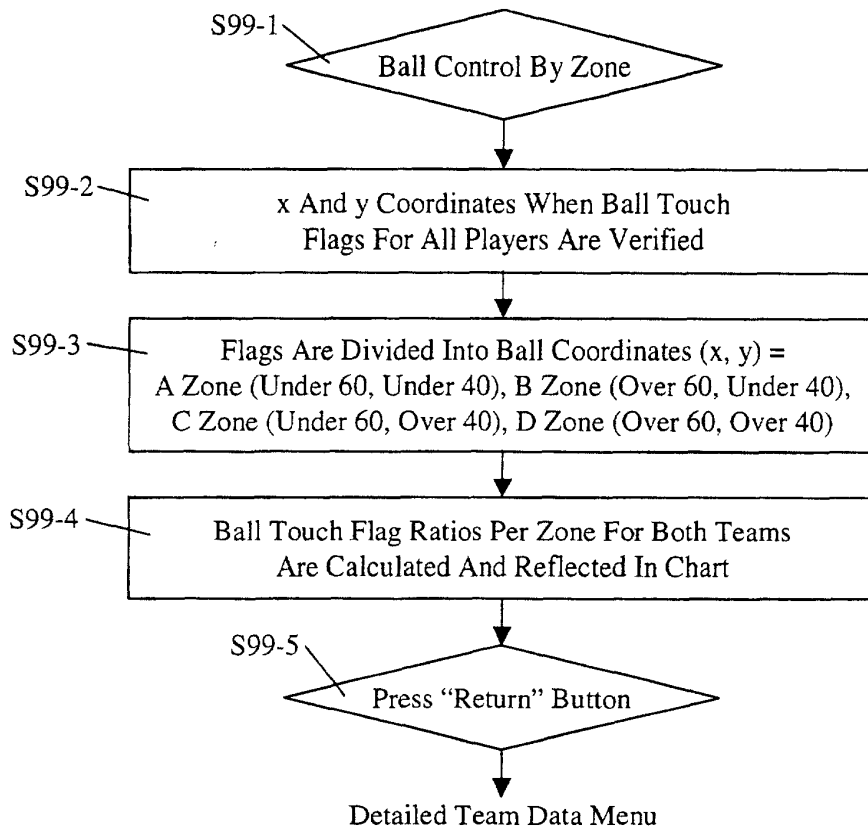 S99-1
Ball Control By Zone
S99-2
x And y Coordinates When Ball Touch
Flags For All Players Are Verified
S99-3
Flags Are Divided Into Ball Coordinates (x, y) =
A Zone (Under 60, Under 40), B Zone (Over 60, Under 40),
C Zone (Under 60, Over 40), D Zone (Over 60, Over 40)
S99-4
Ball Touch Flag Ratios Per Zone For Both Teams
Are Calculated And Reflected In Chart
S99-5
Press “Return” Button
Detailed Team Data Menu